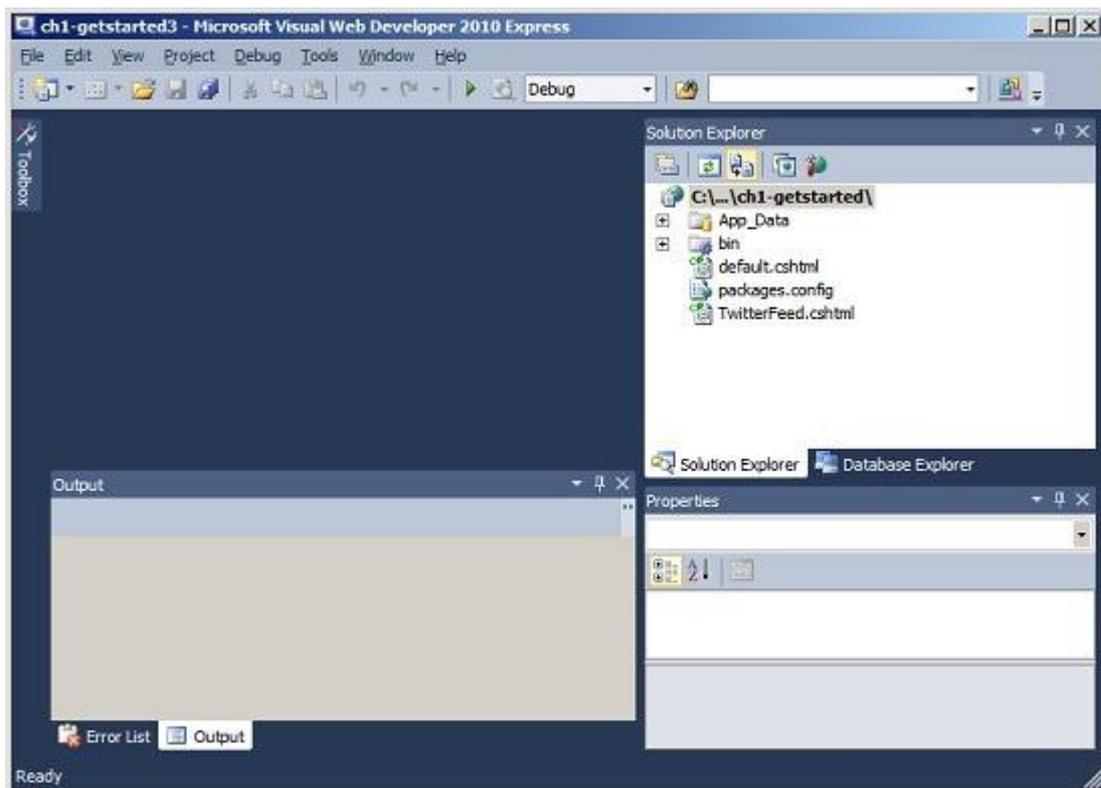 ch1-getstarted3 - Microsoft Visual Web Developer 2010 Express
File Edit View Project Debug Tools Window Help
Debug
Toolbox
Solution Explorer
C:\...\ch1-getstarted\
App_Data
bin
default.cshtml
packages.config
TwitterFeed.cshtml
Solution Explorer Database Explorer
Output
Properties
Error List Output
Ready